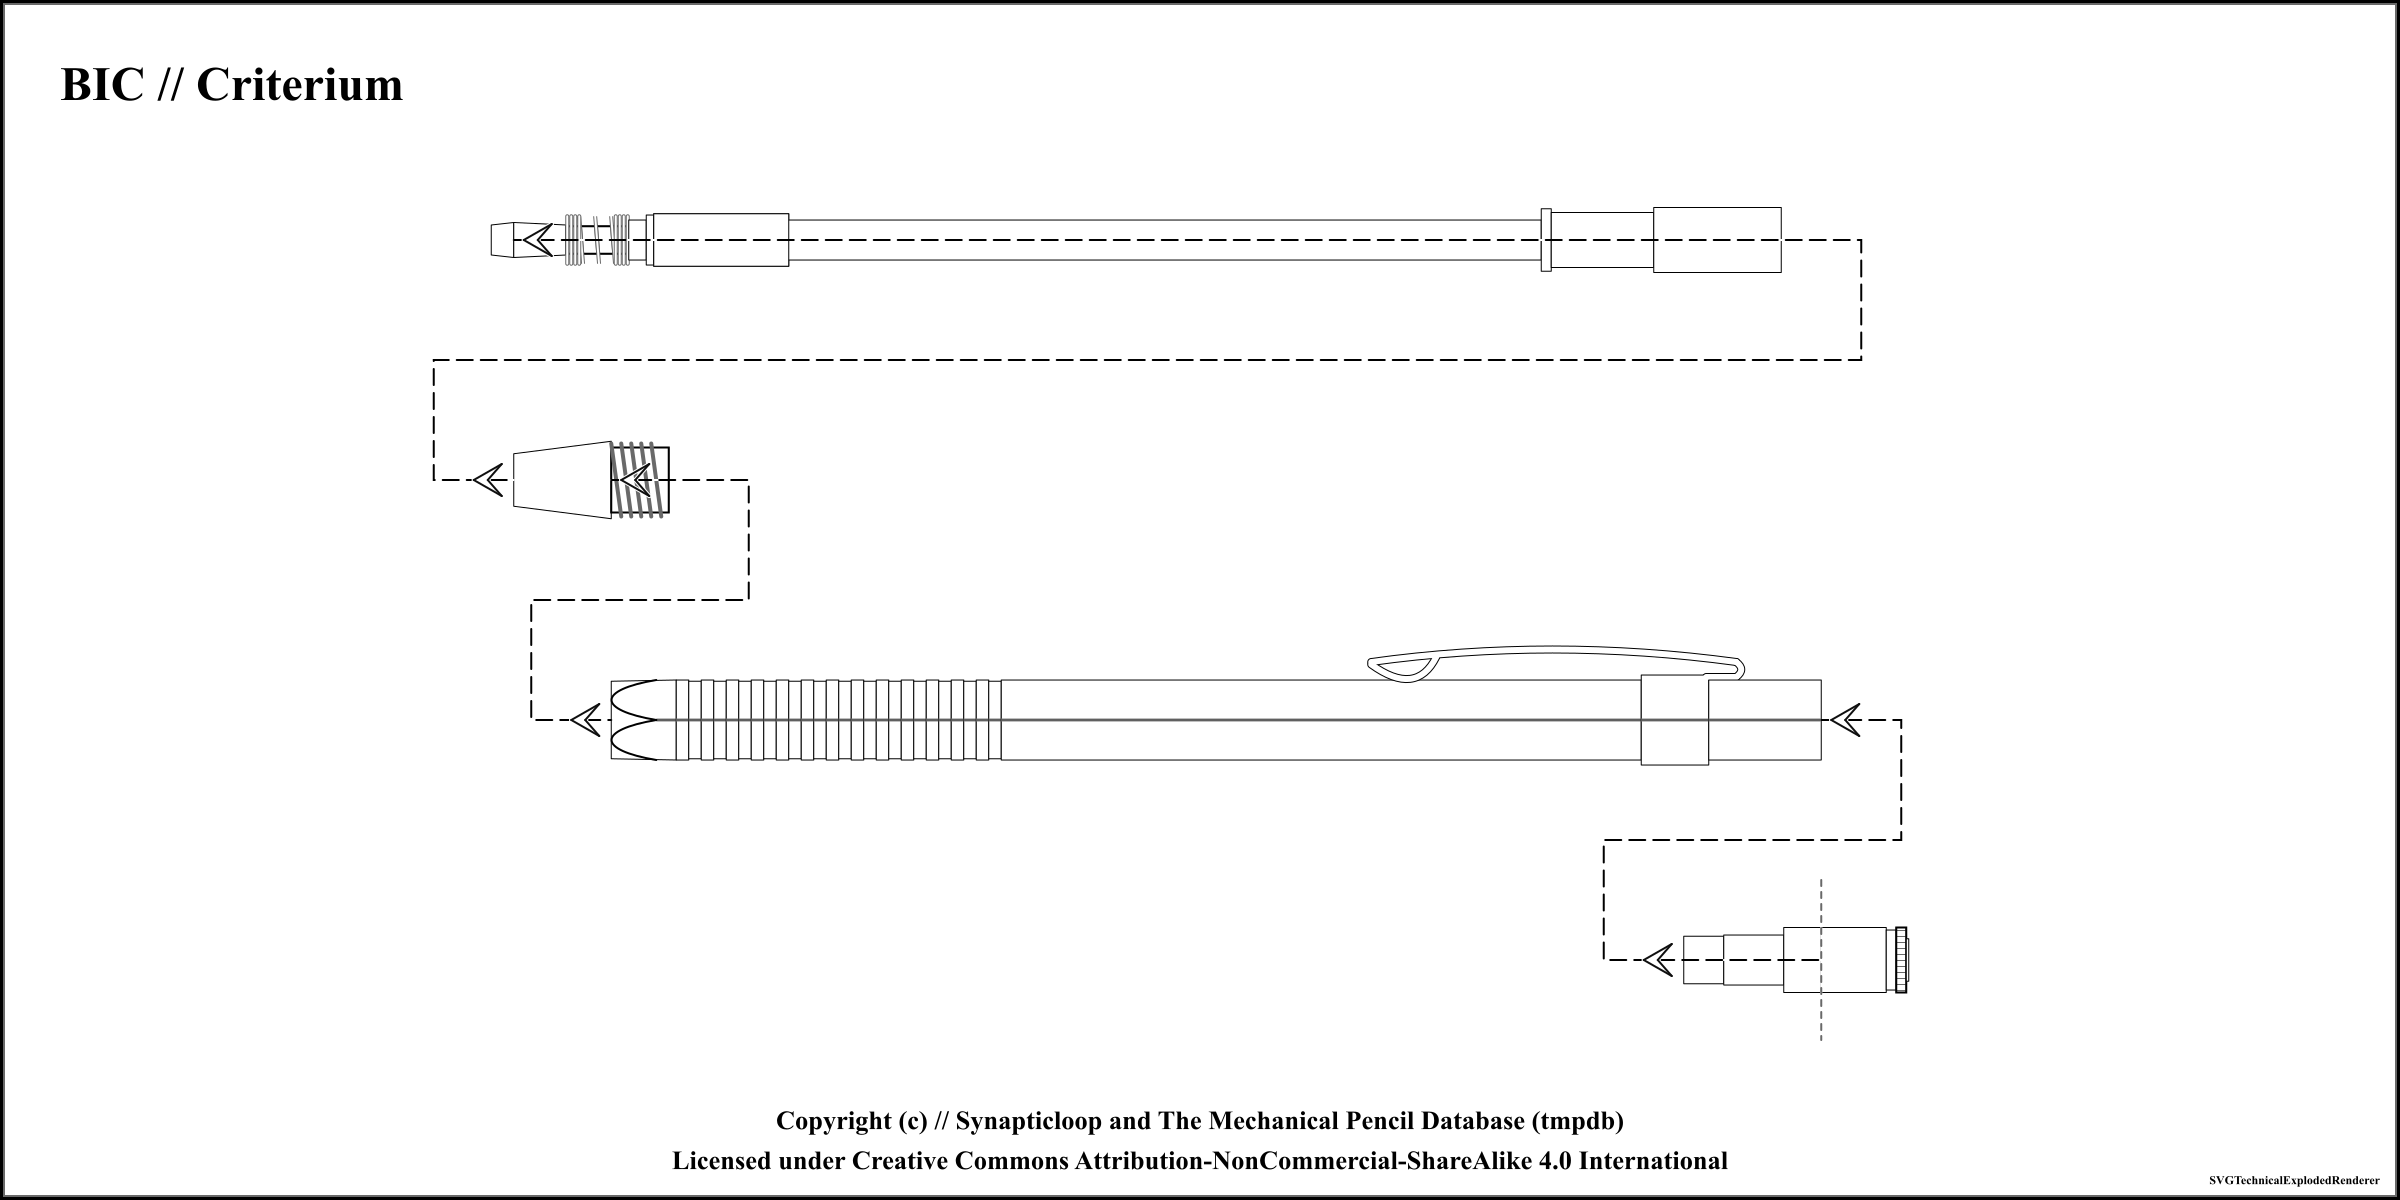 BIC // Criterium
Copyright (c) // Synapticloop and The Mechanical Pencil Database (tmpdb)
Licensed under Creative Commons Attribution-NonCommercial-ShareAlike 4.0 International
SVGTechnicalExplodedRenderer